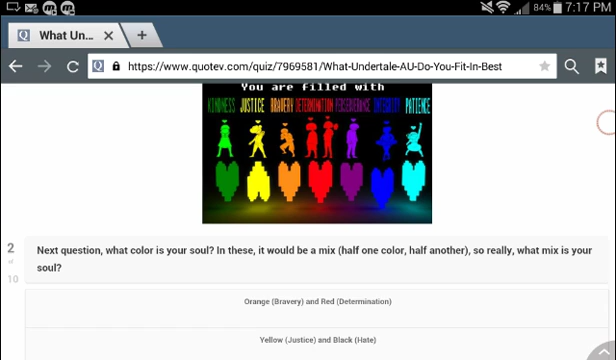 84% 7:17 PM
What Un...
https://www.quotev.com/quiz/7969581/What-Undertale-AU-Do-You-Fit-In-Best
You are filled with
KINDNESS JUSTICE BRAVERY DETERMINATION PERSEVERANCE INTEGRITY PATIENCE
2
of
10
Next question, what color is your soul? In these, it would be a mix (half one color, half another), so really, what mix is your
soul?
Orange (Bravery) and Red (Determination)
Yellow (Justice) and Black (Hate)